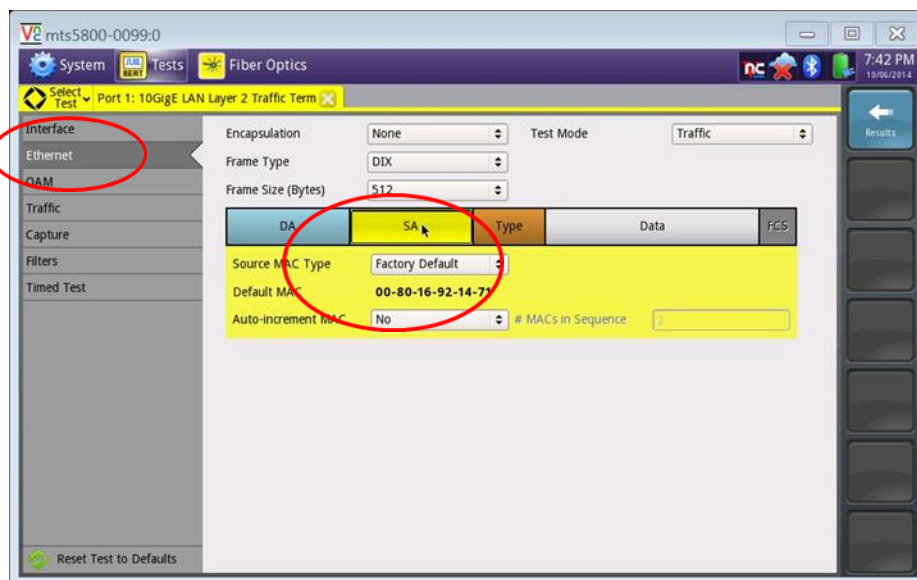 V2 mts5800-0099:0
System Tests Fiber Optics 7:42 PM
BERT nc 10/06/2014
Select Test Port 1: 10GigE LAN Layer 2 Traffic Term
Results
Interface
Ethernet
OAM
Traffic
Capture
Filters
Timed Test
Encapsulation None Test Mode Traffic
Frame Type DIX
Frame Size (Bytes) 512
DA SA Type Data FCS
Source MAC Type Factory Default
Default MAC 00-80-16-92-14-71
Auto-increment MAC No # MACs in Sequence 2
Reset Test to Defaults